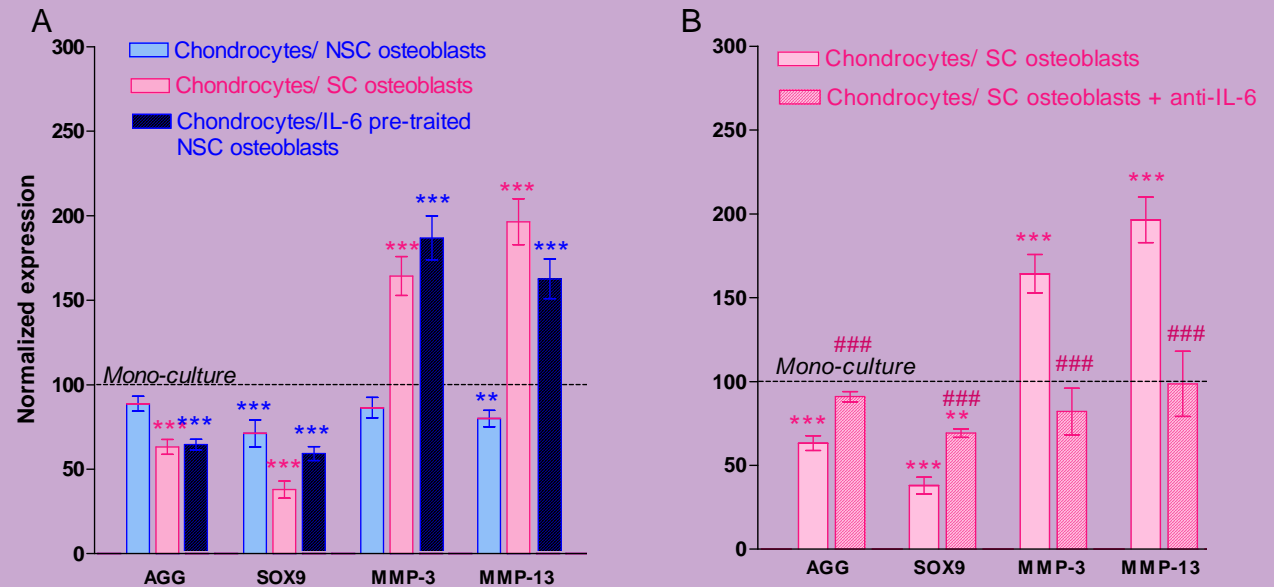 A
Chondrocytes/ NSC osteoblasts
Chondrocytes/ SC osteoblasts
Chondrocytes/IL-6 pre-traited
NSC osteoblasts
Normalized expression
300
250
200
150
100
50
0
Mono-culture
*** ***
*** ***
*** *** **
*** ***
***
AGG SOX9 MMP-3 MMP-13
B
Chondrocytes/ SC osteoblasts
Chondrocytes/ SC osteoblasts + anti-IL-6
300
250
200
150
100
50
0
Mono-culture
***
***
### ### ###
###
*** **
***
AGG SOX9 MMP-3 MMP-13